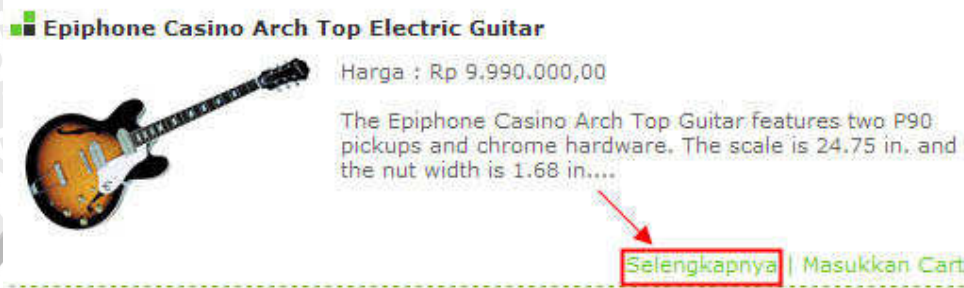 Epiphone Casino Arch Top Electric Guitar
Harga : Rp 9.990.000,00
The Epiphone Casino Arch Top Guitar features two P90
pickups and chrome hardware. The scale is 24.75 in. and
the nut width is 1.68 in....
Selengkapnya | Masukkan Cart